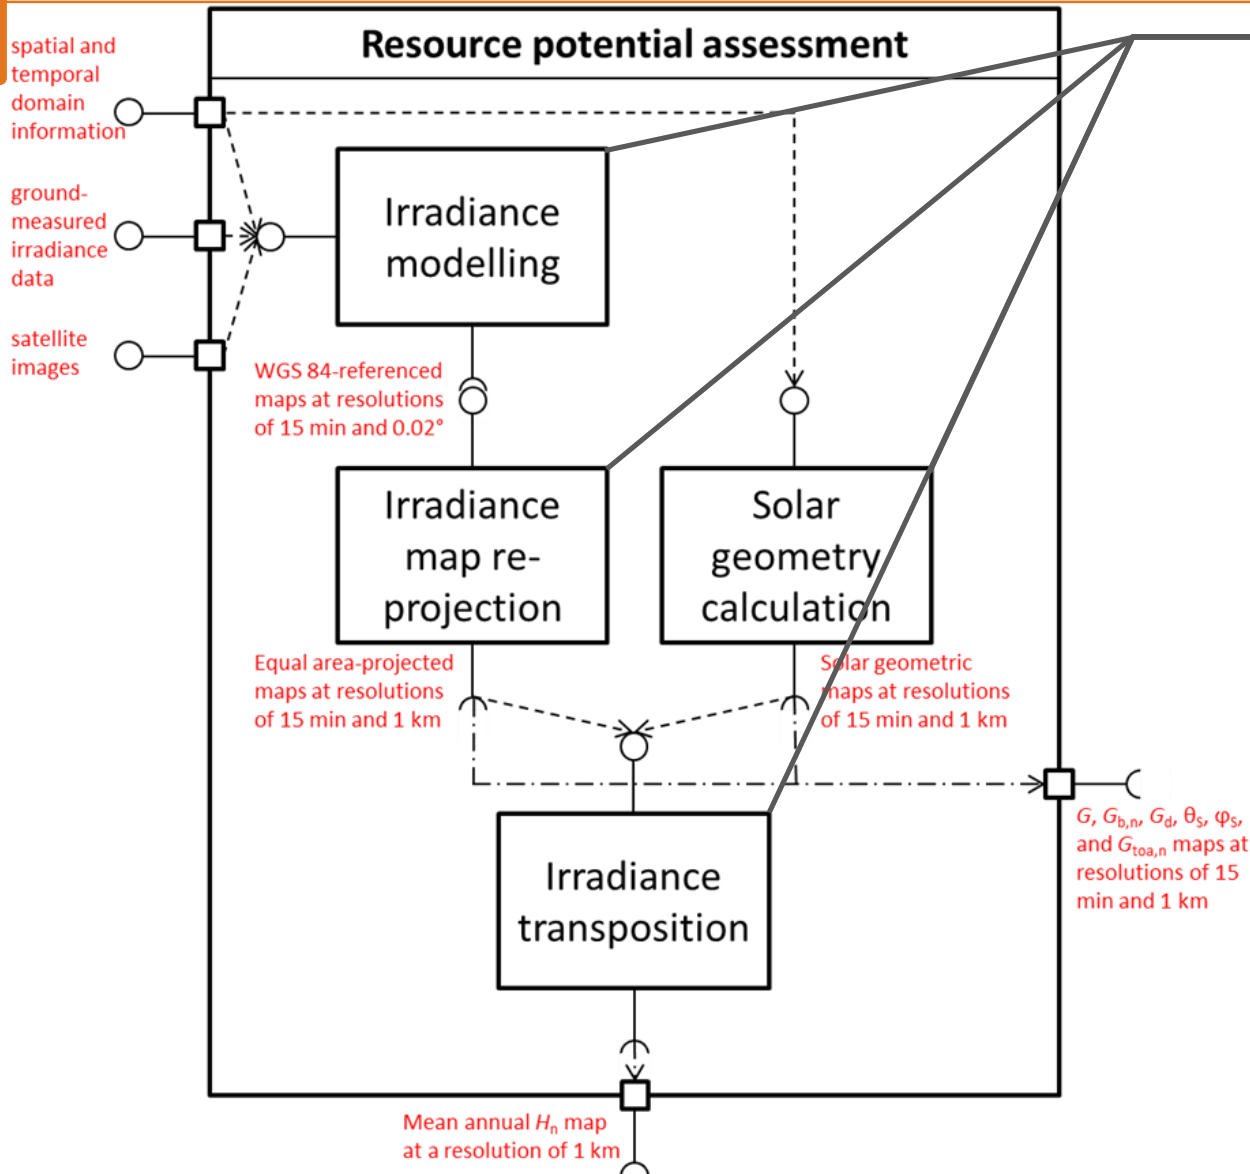 Resource potential assessment
spatial and
temporal
domain
information
ground-
measured
irradiance
data
satellite
images
Irradiance
modelling
WGS 84-referenced
maps at resolutions
of 15 min and 0.02°
Irradiance
map re-
projection
Solar
geometry
calculation
Equal area-projected
maps at resolutions
of 15 min and 1 km
Solar geometric
maps at resolutions
of 15 min and 1 km
G, Gb,n, Gd, θS, φS,
and Gtoa,n maps at
resolutions of 15
min and 1 km
Irradiance
transposition
Mean annual Hn map
at a resolution of 1 km